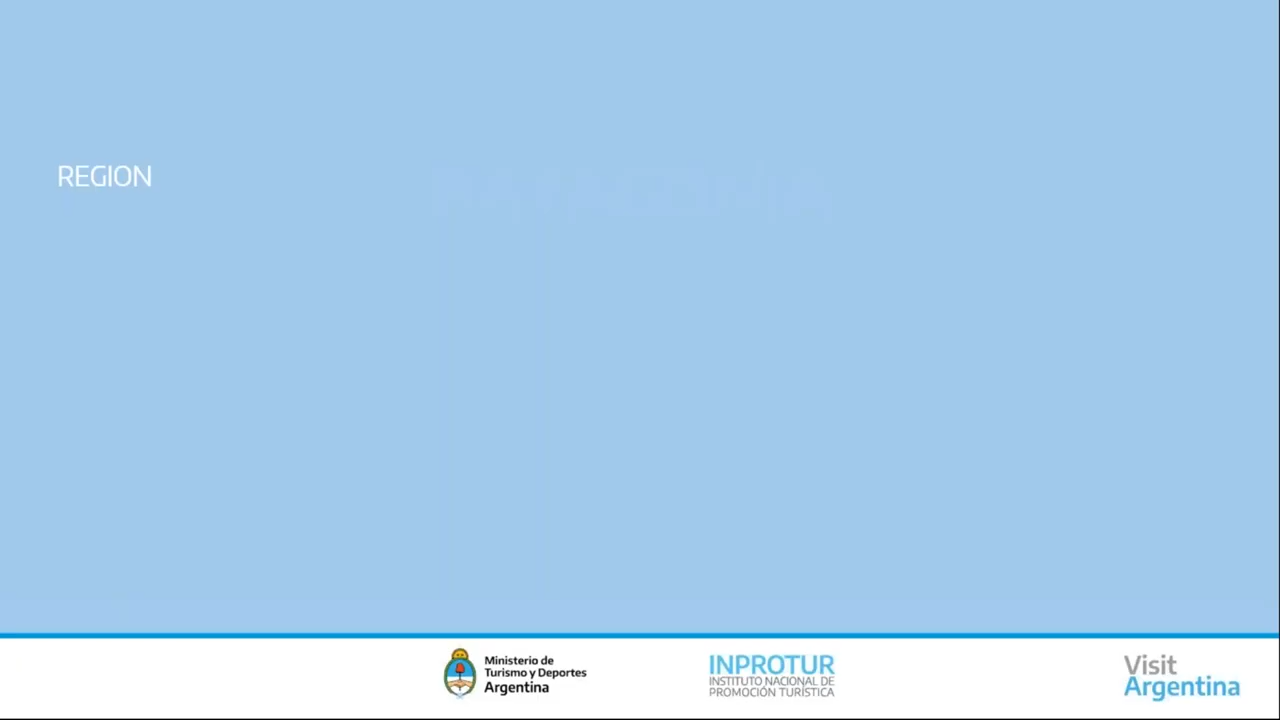 REGION
Ministerio de
Turismo y Deportes
Argentina
INPROTUR
INSTITUTO NACIONAL DE
PROMOCIÓN TURÍSTICA
Visit
Argentina